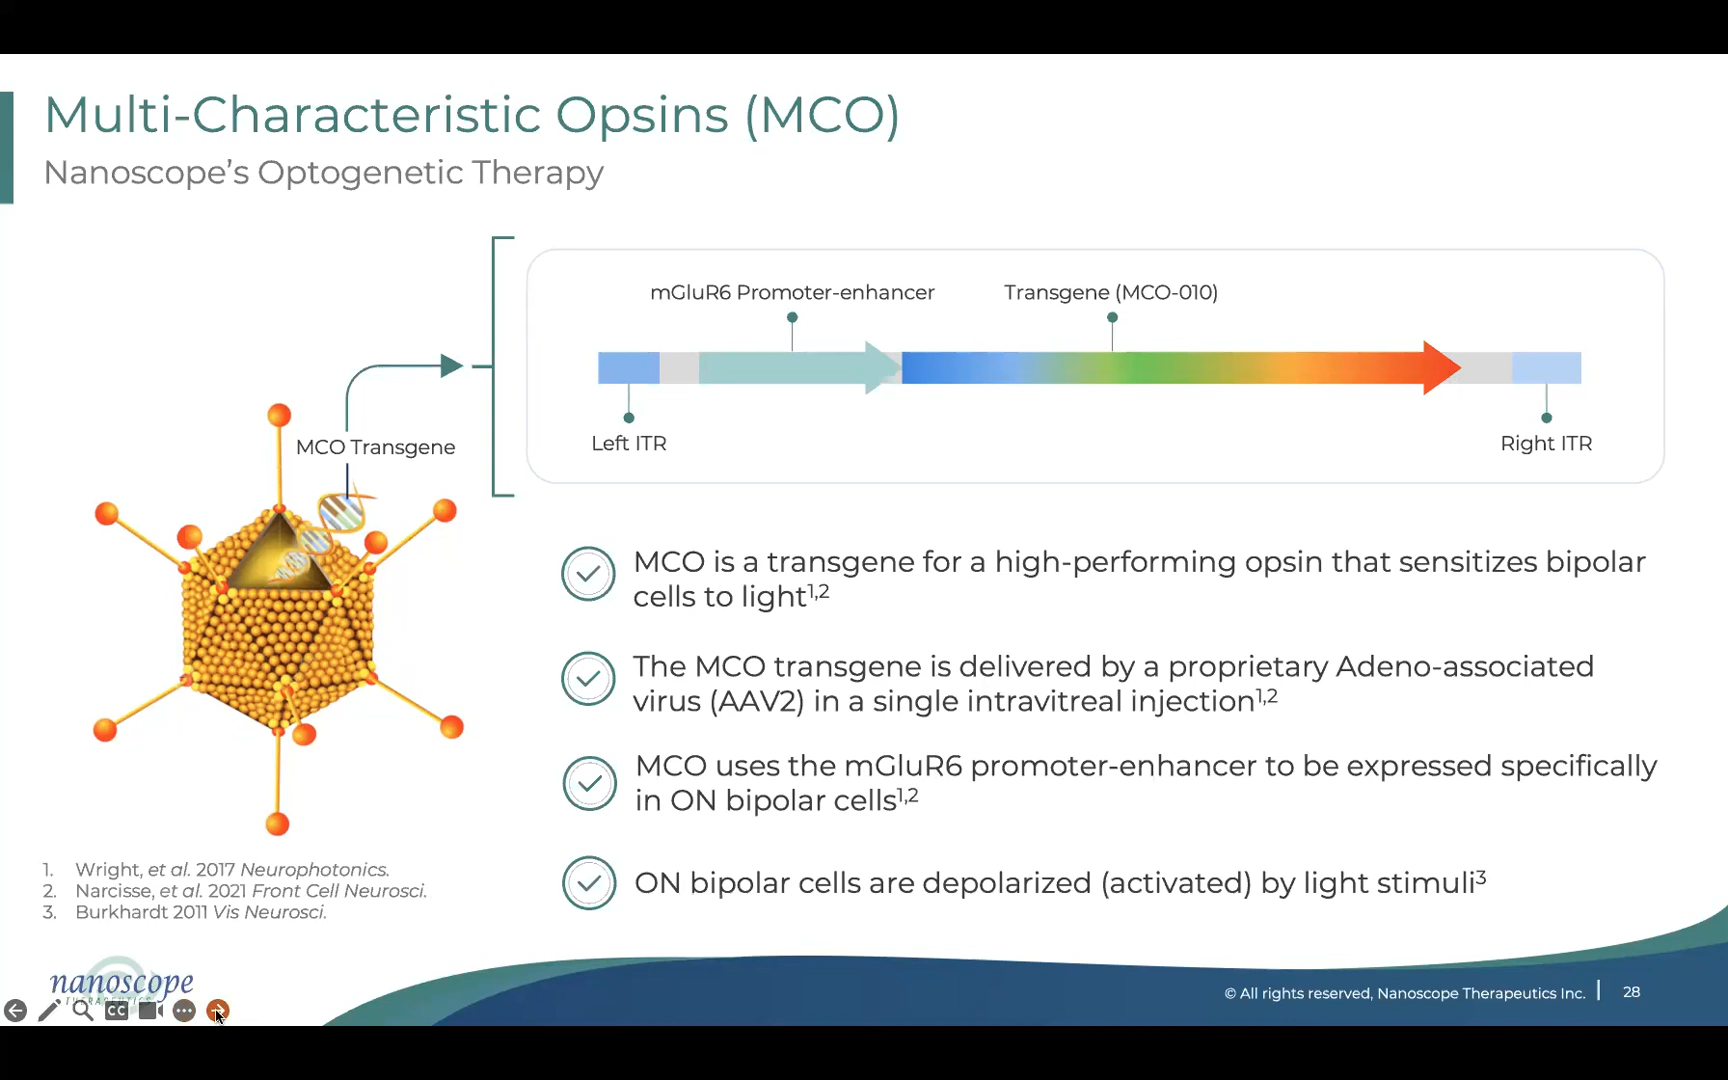 Multi-Characteristic Opsins (MCO)
Nanoscope’s Optogenetic Therapy
mGluR6 Promoter-enhancer
Transgene (MCO-010)
Left ITR
Right ITR
MCO Transgene
MCO is a transgene for a high-performing opsin that sensitizes bipolar
cells to light1,2
The MCO transgene is delivered by a proprietary Adeno-associated
virus (AAV2) in a single intravitreal injection1,2
MCO uses the mGluR6 promoter-enhancer to be expressed specifically
in ON bipolar cells1,2
ON bipolar cells are depolarized (activated) by light stimuli3
1. Wright, et al. 2017 Neurophotonics.
2. Narcisse, et al. 2021 Front Cell Neurosci.
3. Burkhardt 2011 Vis Neurosci.
nanoscope
THERAPEUTICS
CC
© All rights reserved, Nanoscope Therapeutics Inc.
28